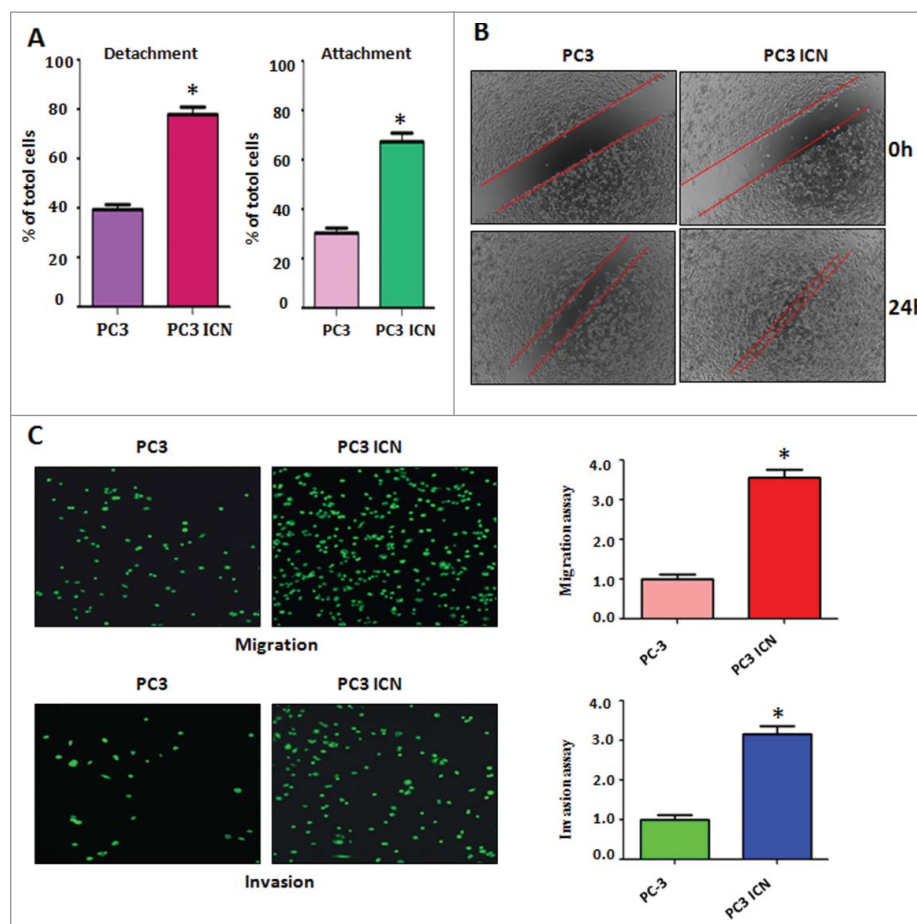 A
Detachment
% of totol cells
100
80
60
40
20
0
PC3
PC3 ICN
*
Attachment
% of totol cells
100
80
60
40
20
0
PC3
PC3 ICN
*
B
PC3
PC3 ICN
0h
24h
C
PC3
PC3 ICN
Migration
Migration assay
4.0
3.0
2.0
1.0
0.0
*
PC-3
PC3 ICN
PC3
PC3 ICN
Invasion
Invasion assay
4.0
3.0
2.0
1.0
0.0
*
PC-3
PC3 ICN